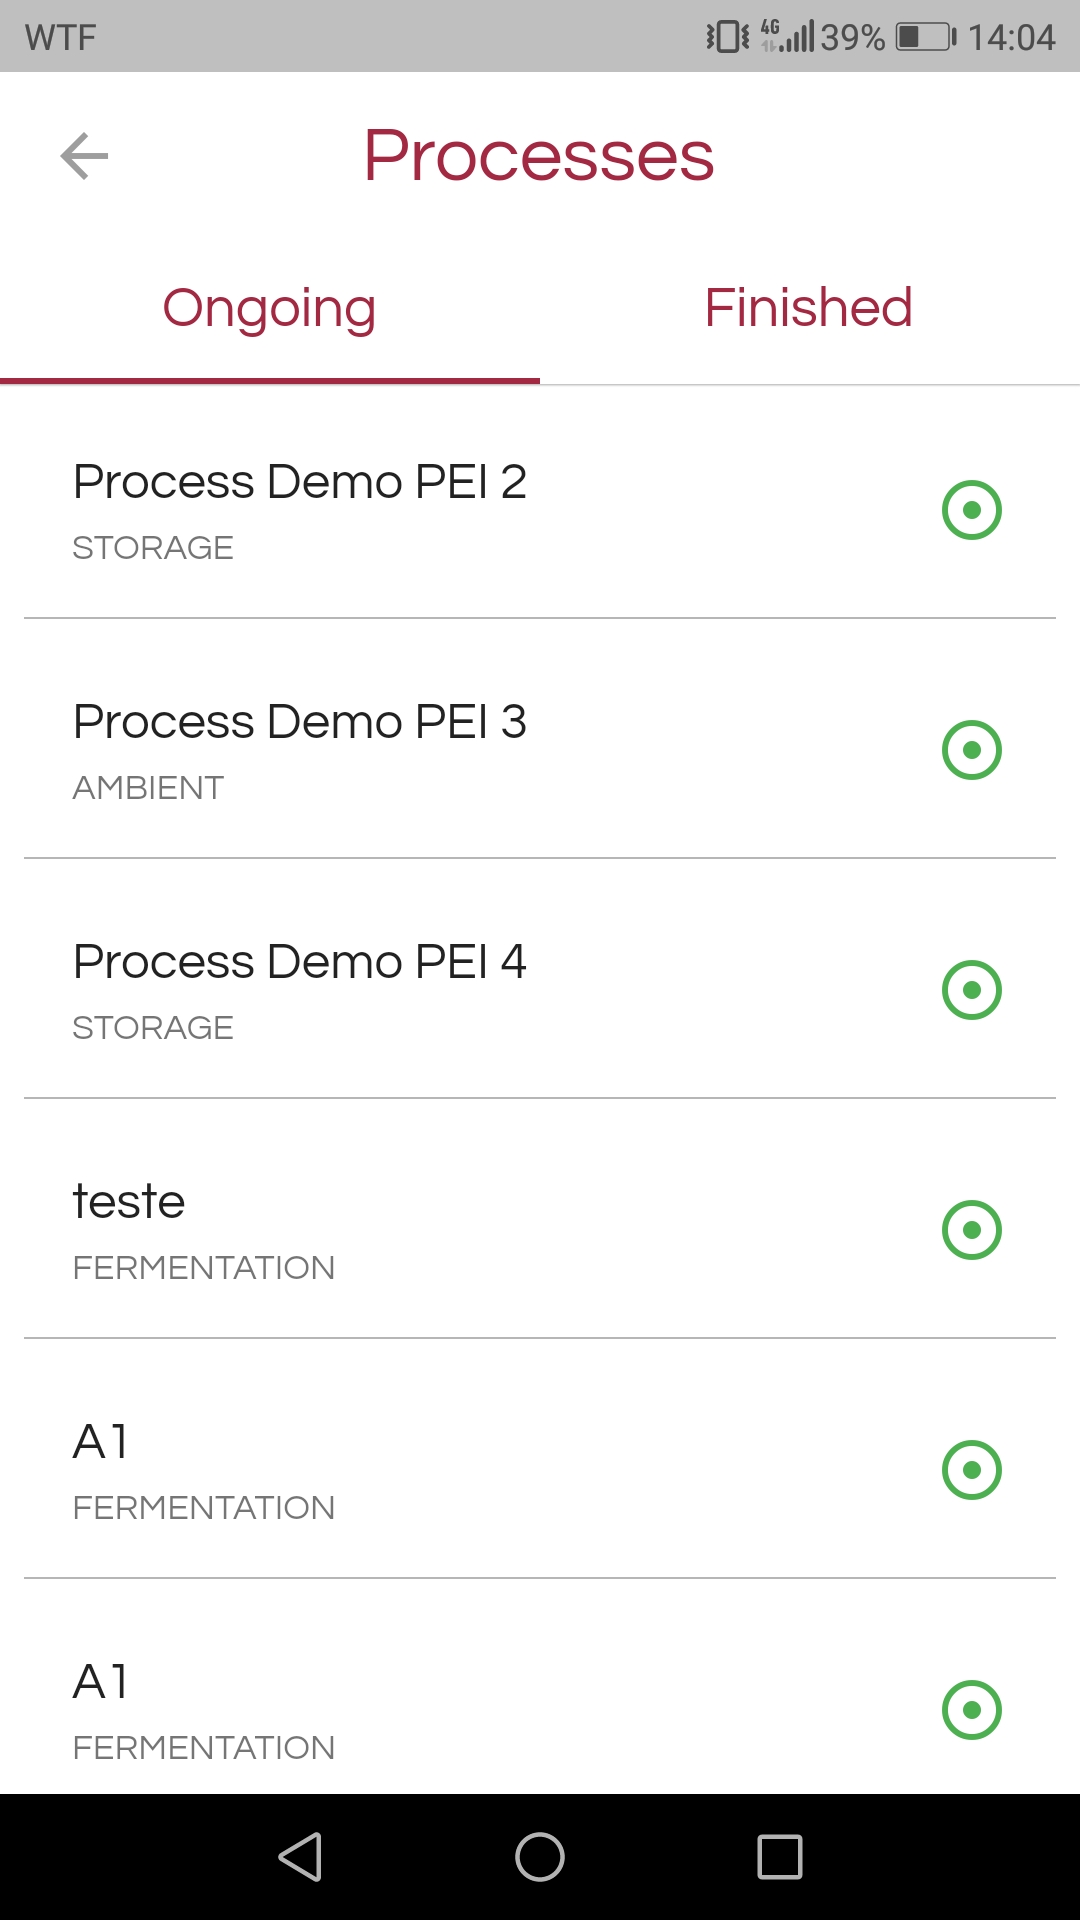 WTF 4G 39% 14:04
Processes
Ongoing Finished
Process Demo PEI 2
STORAGE
Process Demo PEI 3
AMBIENT
Process Demo PEI 4
STORAGE
teste
FERMENTATION
A1
FERMENTATION
A1
FERMENTATION